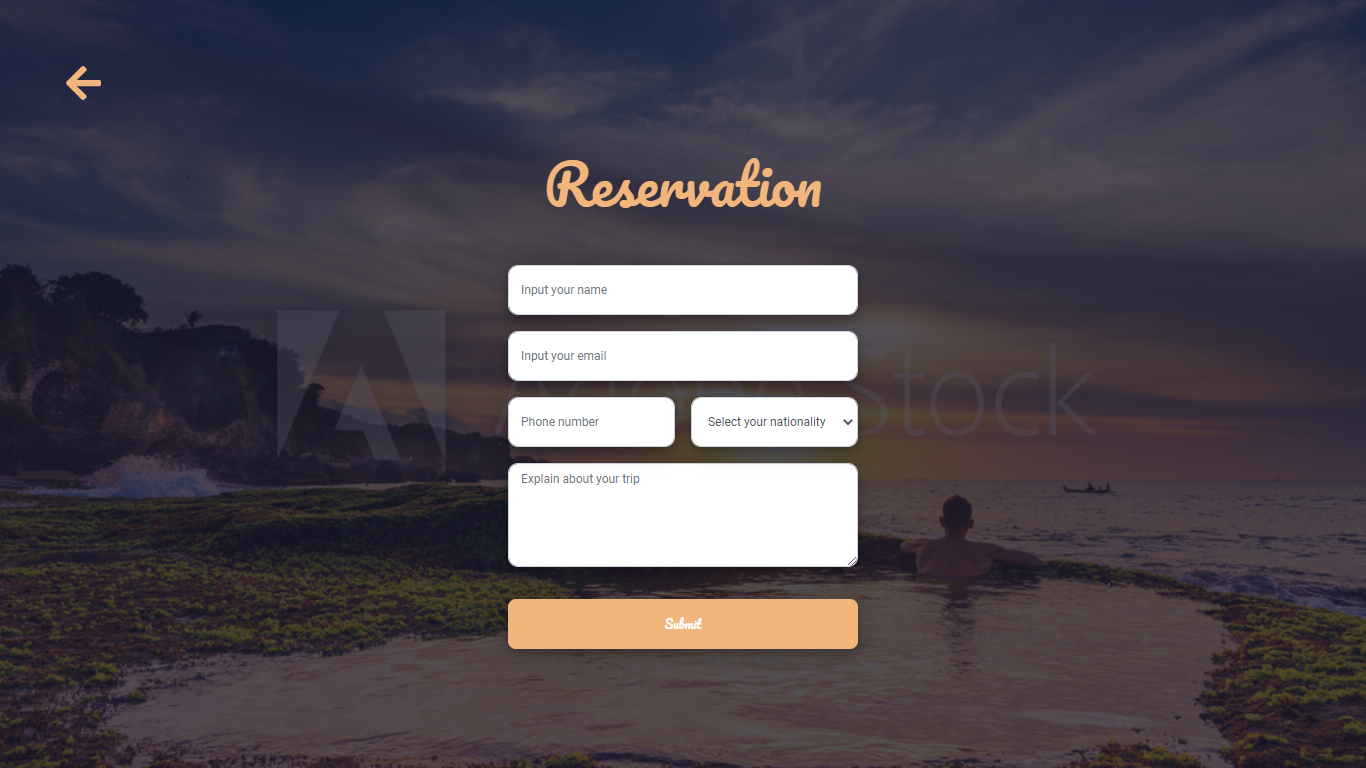 Reservation
Input your name
Input your email
Adobe Stock
Phone number
Select your nationality
Explain about your trip
Submit